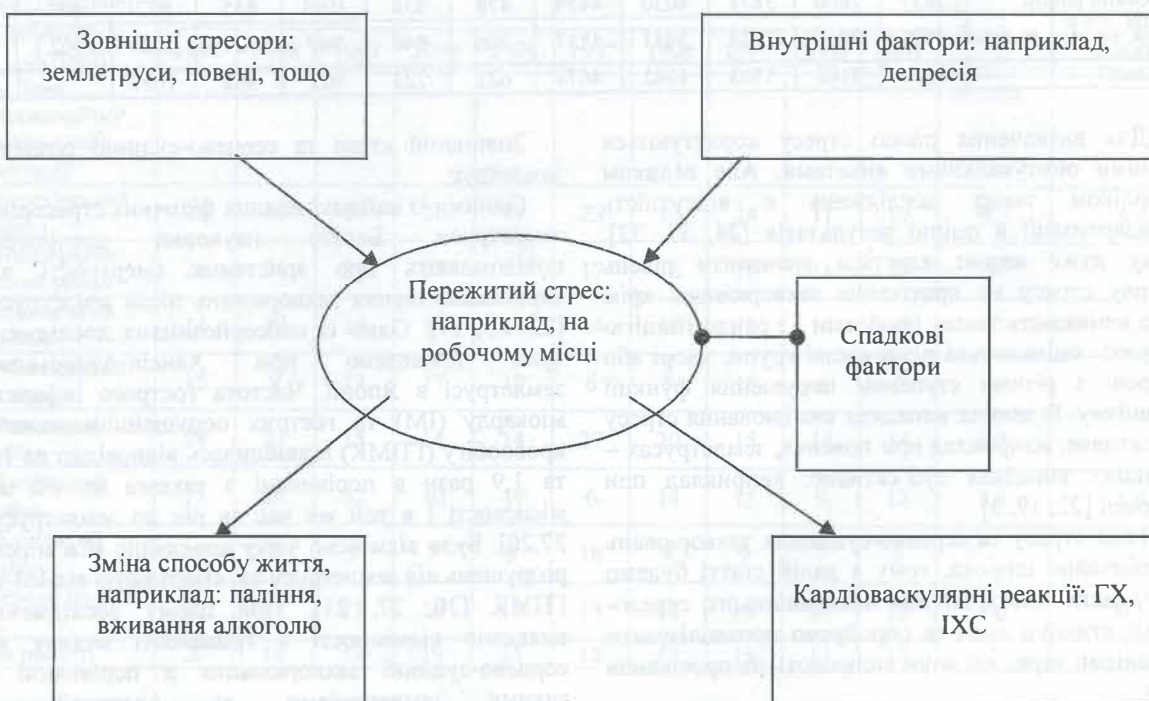 Зовнішні стресори:
землетруси, повені, тощо
Внутрішні фактори: наприклад,
депресія
Пережитий стрес:
наприклад, на
робочому місці
Спадкові
фактори
Зміна способу життя,
наприклад: паління,
вживання алкоголю
Кардіоваскулярні реакції: ГХ,
ІХС